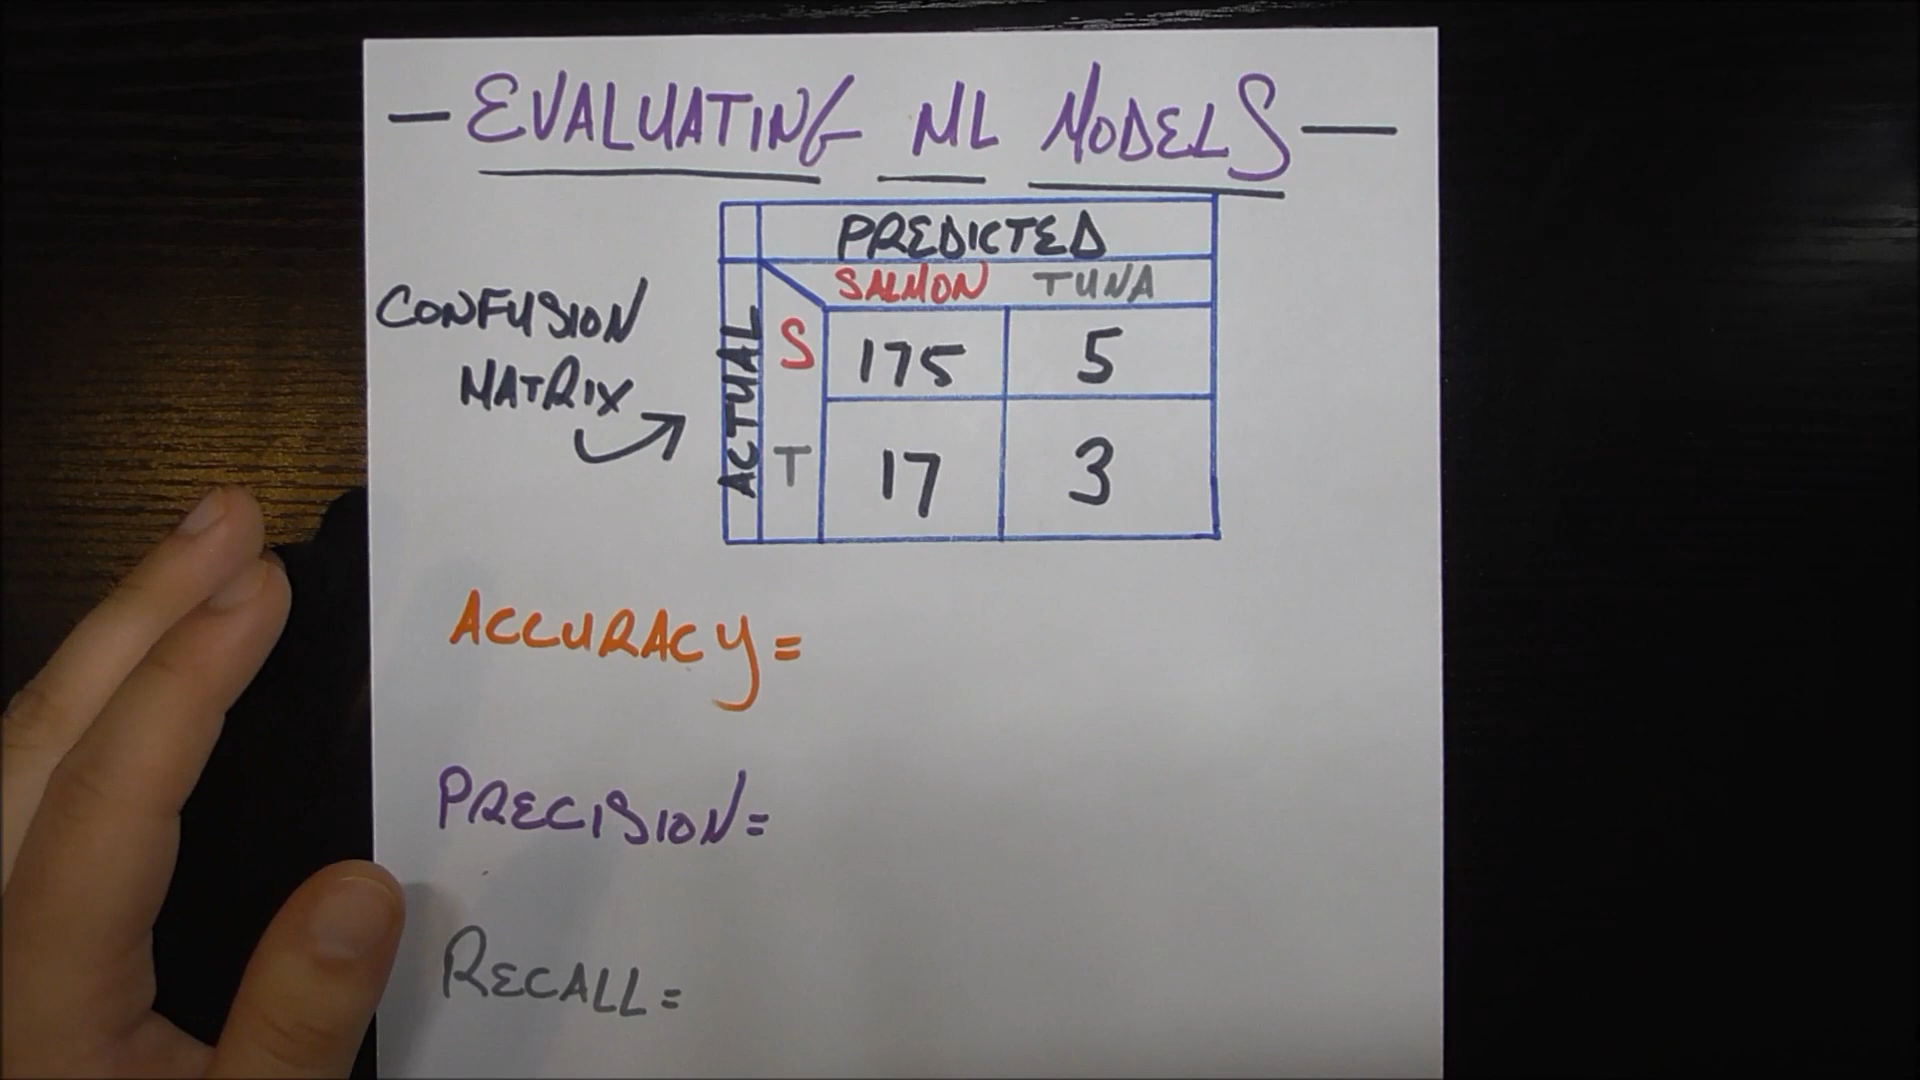 — EVALUATING ML MODELS —
PREDICTED
SALMON TUNA
CONFUSION
MATRIX
ACTUAL
S 175 5
T 17 3
ACCURACY =
PRECISION =
RECALL =